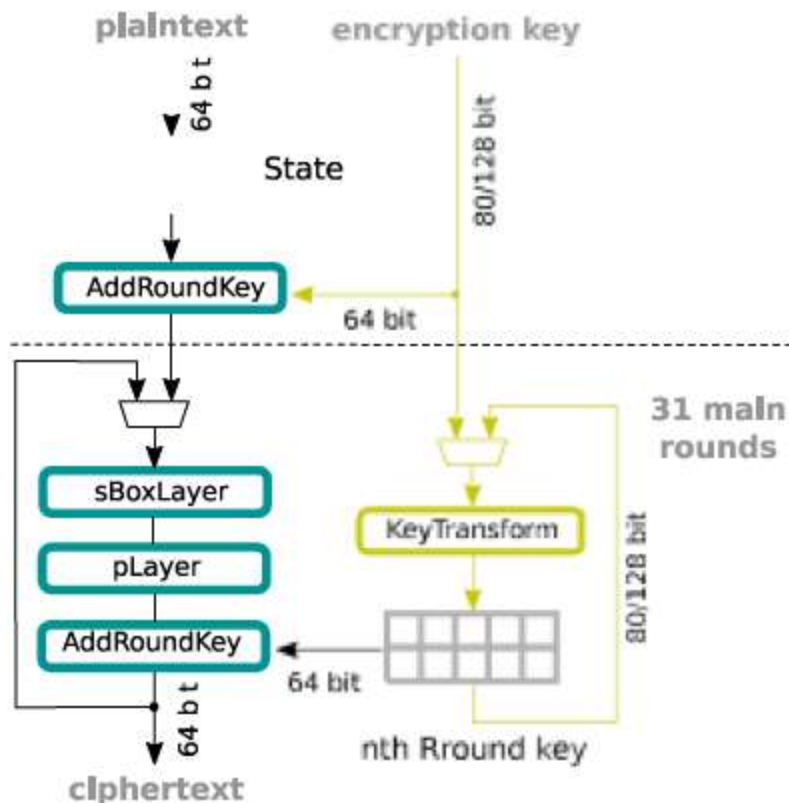 plaIntext
encryption key
64 b t
80/128 bit
State
AddRoundKey
64 bit
31 maIn
rounds
sBoxLayer
KeyTransform
pLayer
80/128 bit
AddRoundKey
64 bit
64 b t
nth Rround key
cIphertext